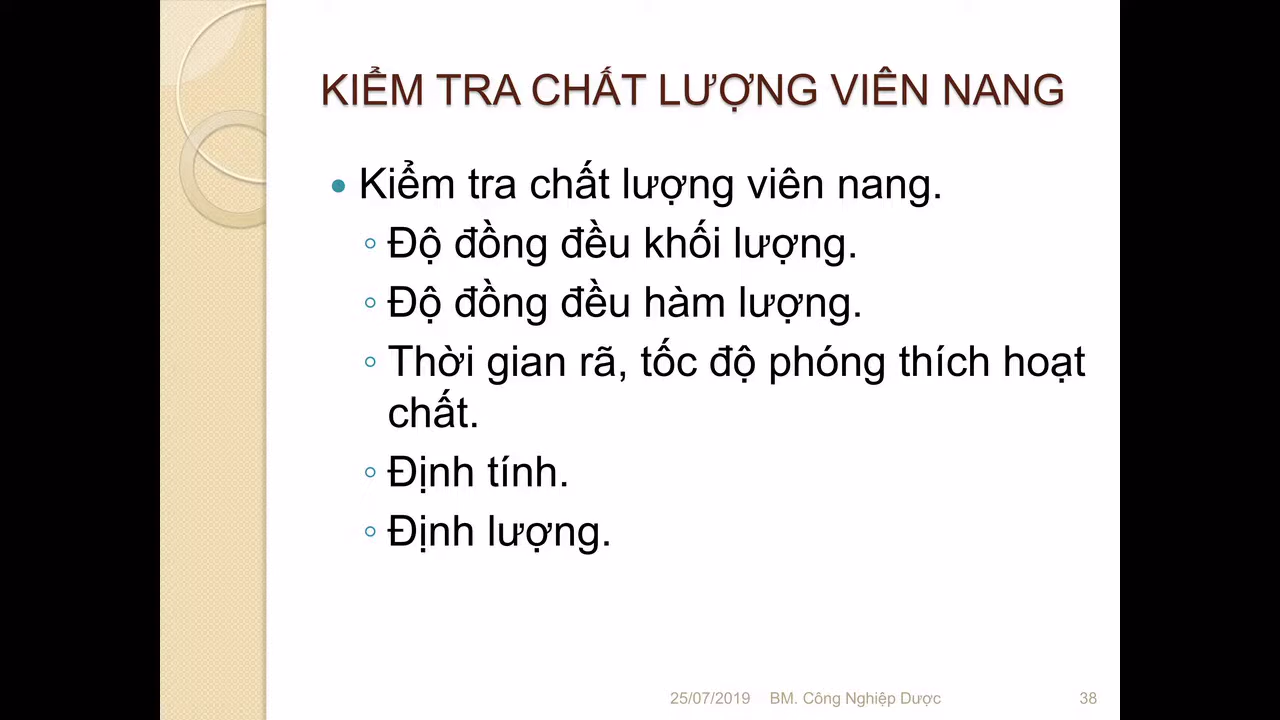 KIỂM TRA CHẤT LƯỢNG VIÊN NANG
• Kiểm tra chất lượng viên nang.
◦ Độ đồng đều khối lượng.
◦ Độ đồng đều hàm lượng.
◦ Thời gian rã, tốc độ phóng thích hoạt
chất.
◦ Định tính.
◦ Định lượng.
25/07/2019 BM. Công Nghiệp Dược 38